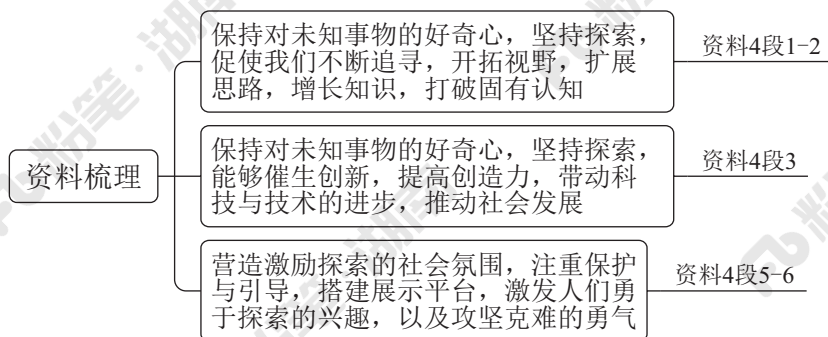 保持对未知事物的好奇心，坚持探索，
促使我们不断追寻，开拓视野，扩展
思路，增长知识，打破固有认知
资料4段1-2
资料梳理
保持对未知事物的好奇心，坚持探索，
能够催生创新，提高创造力，带动科
技与技术的进步，推动社会发展
资料4段3
营造激励探索的社会氛围，注重保护
与引导，搭建展示平台，激发人们勇
于探索的兴趣，以及攻坚克难的勇气
资料4段5-6
粉笔·湖南